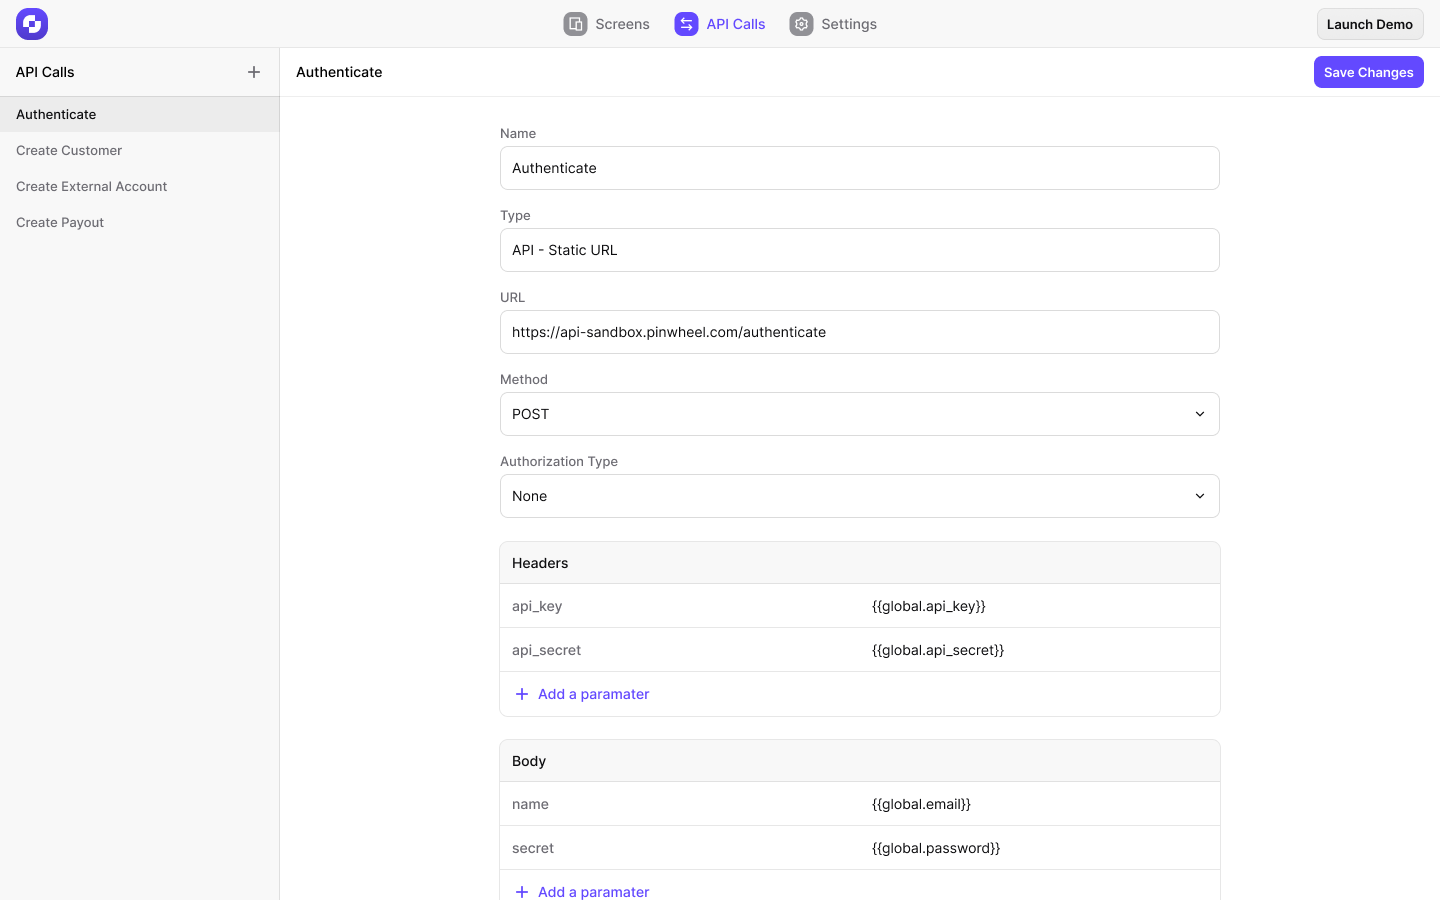 Screens
API Calls
Settings
Launch Demo
API Calls
Authenticate
Create Customer
Create External Account
Create Payout
Authenticate
Save Changes
Name
Authenticate
Type
API - Static URL
URL
https://api-sandbox.pinwheel.com/authenticate
Method
POST
Authorization Type
None
Headers
api_key {{global.api_key}}
api_secret {{global.api_secret}}
Add a paramater
Body
name {{global.email}}
secret {{global.password}}
Add a paramater